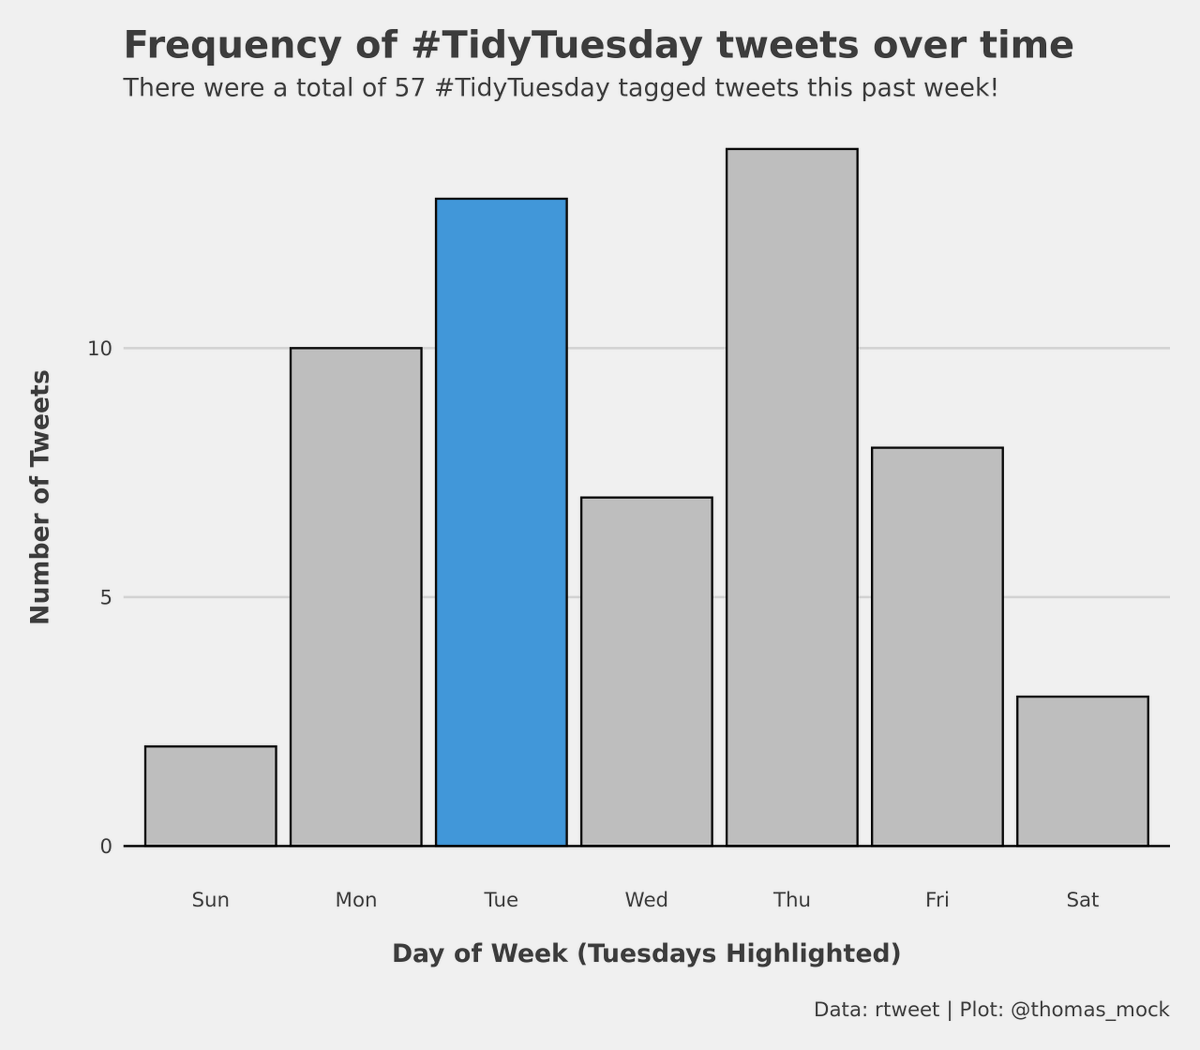 Frequency of #TidyTuesday tweets over time
There were a total of 57 #TidyTuesday tagged tweets this past week!
Number of Tweets
10
5
0
Sun Mon Tue Wed Thu Fri Sat
Day of Week (Tuesdays Highlighted)
Data: rtweet | Plot: @thomas_mock